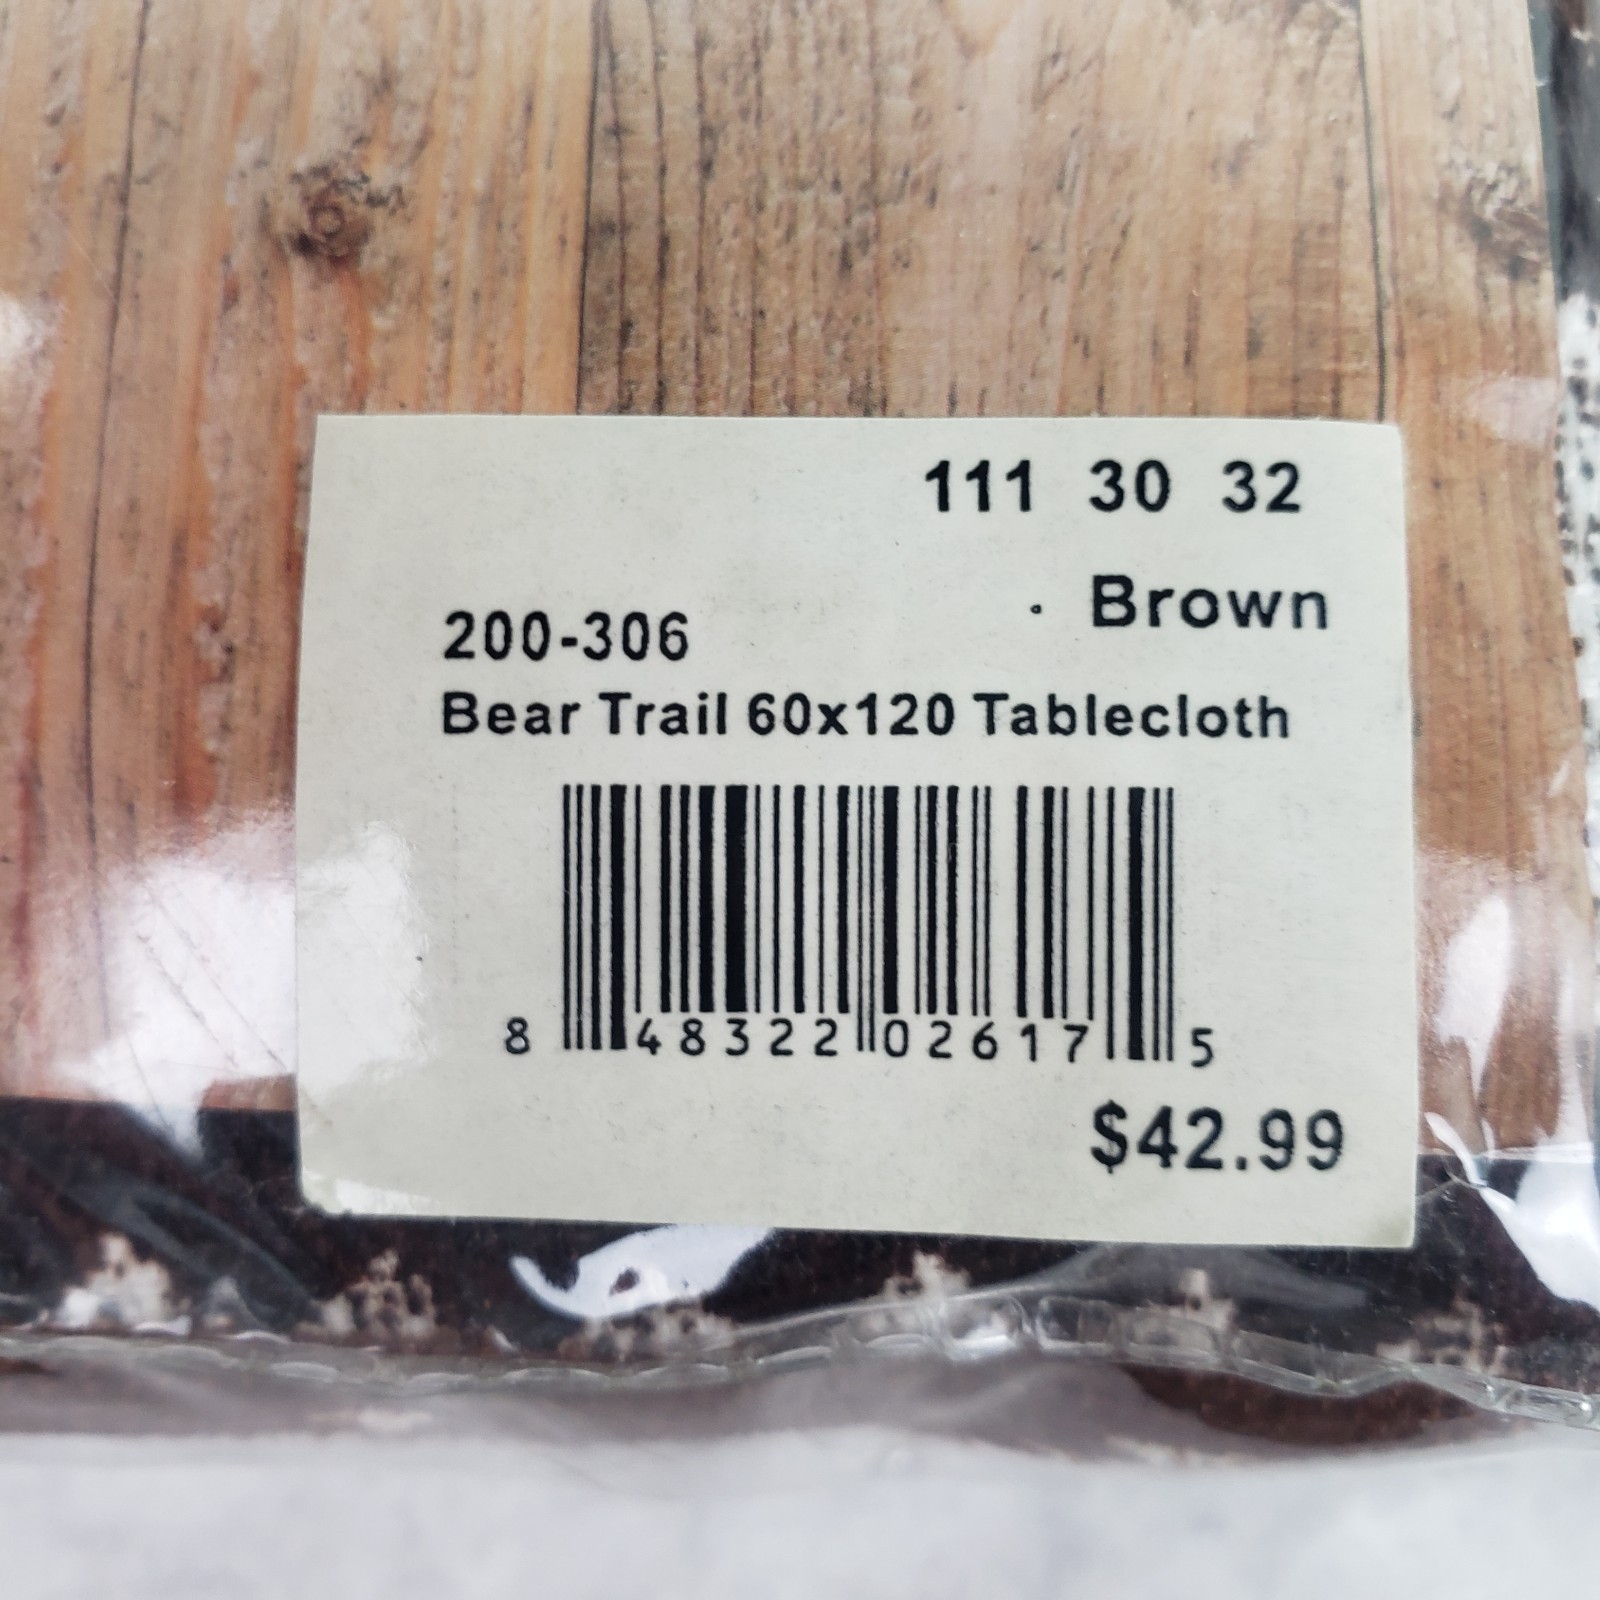 111 30 32
Brown
200-306
Bear Trail 60x120 Tablecloth
8 48322 02617 5
$42.99